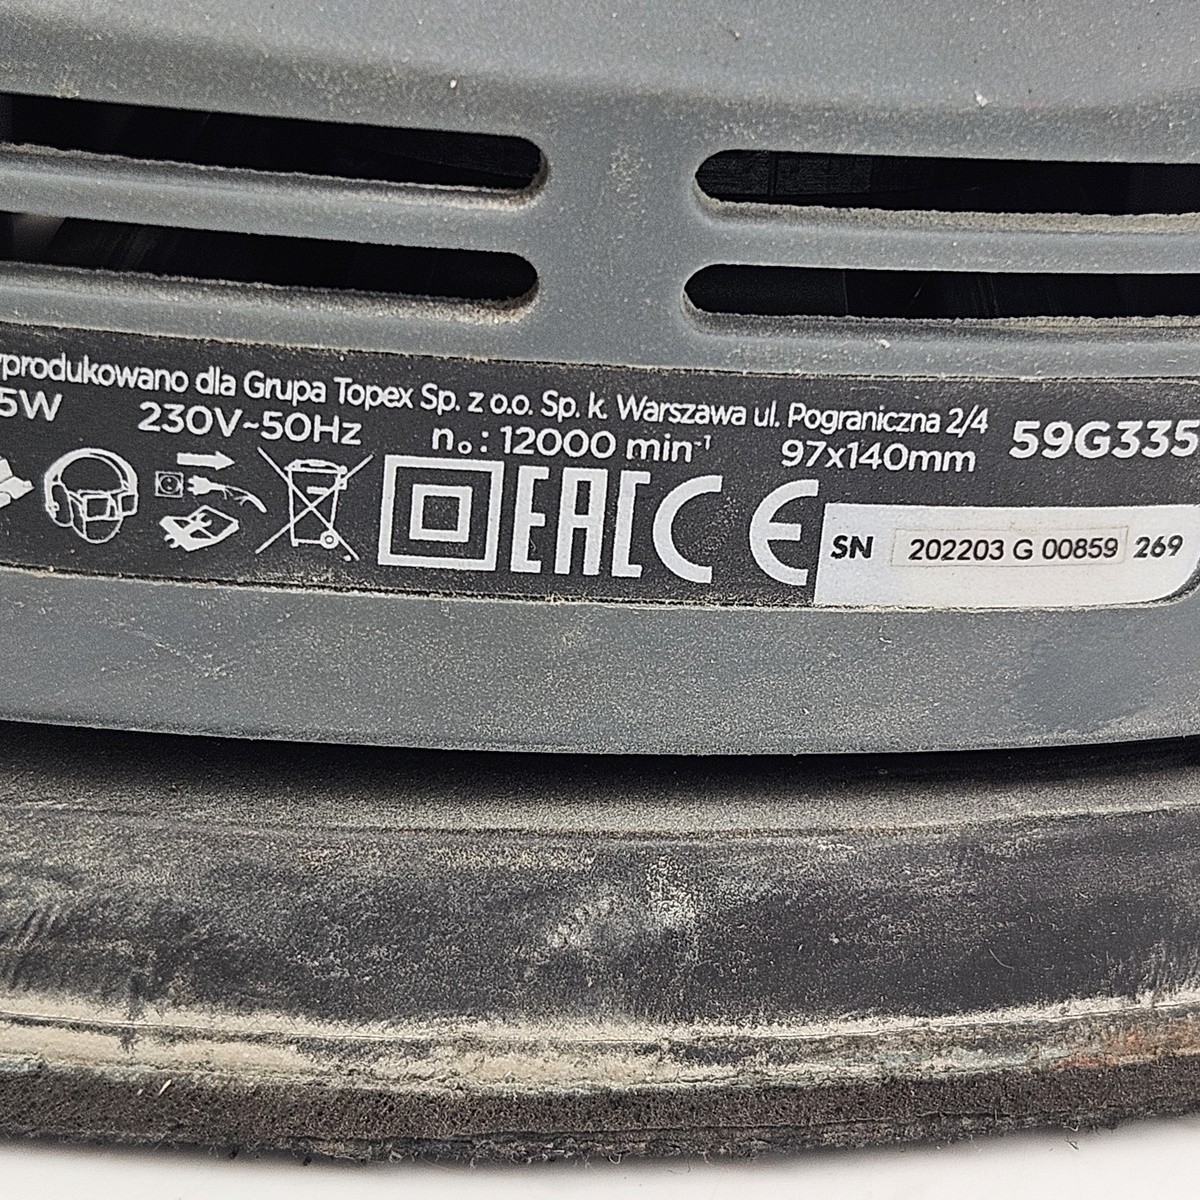 yprodukowano dla Grupa Topex Sp. z o.o. Sp. k. Warszawa ul. Pograniczna 2/4
5W 230V~50Hz nₒ: 12000 min⁻¹ 97x140mm 59G335
EAC CE
SN 202203 G 00859 269